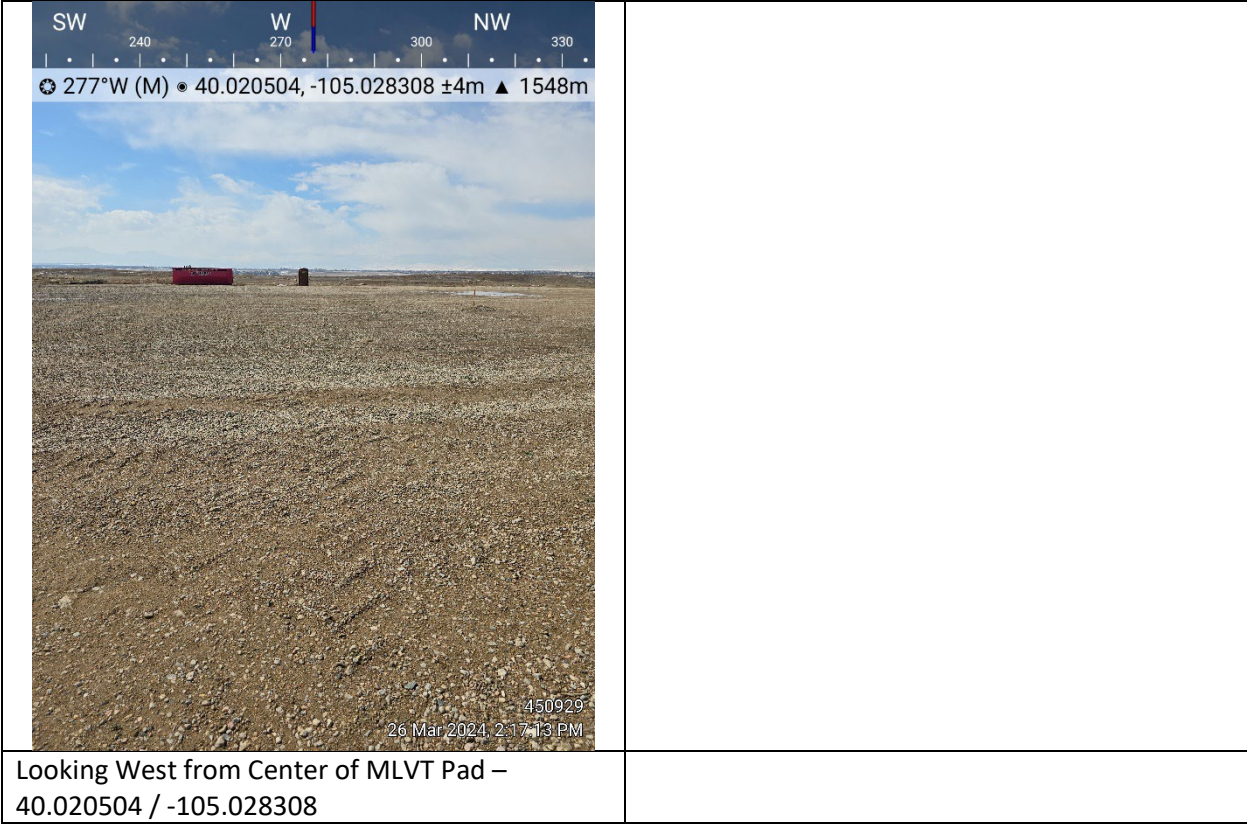 SW W NW
240 270 300 330
277°W (M) 40.020504, -105.028308 ±4m ▲ 1548m
450929
26 Mar 2024, 2:17:13 PM
Looking West from Center of MLVT Pad –
40.020504 / -105.028308